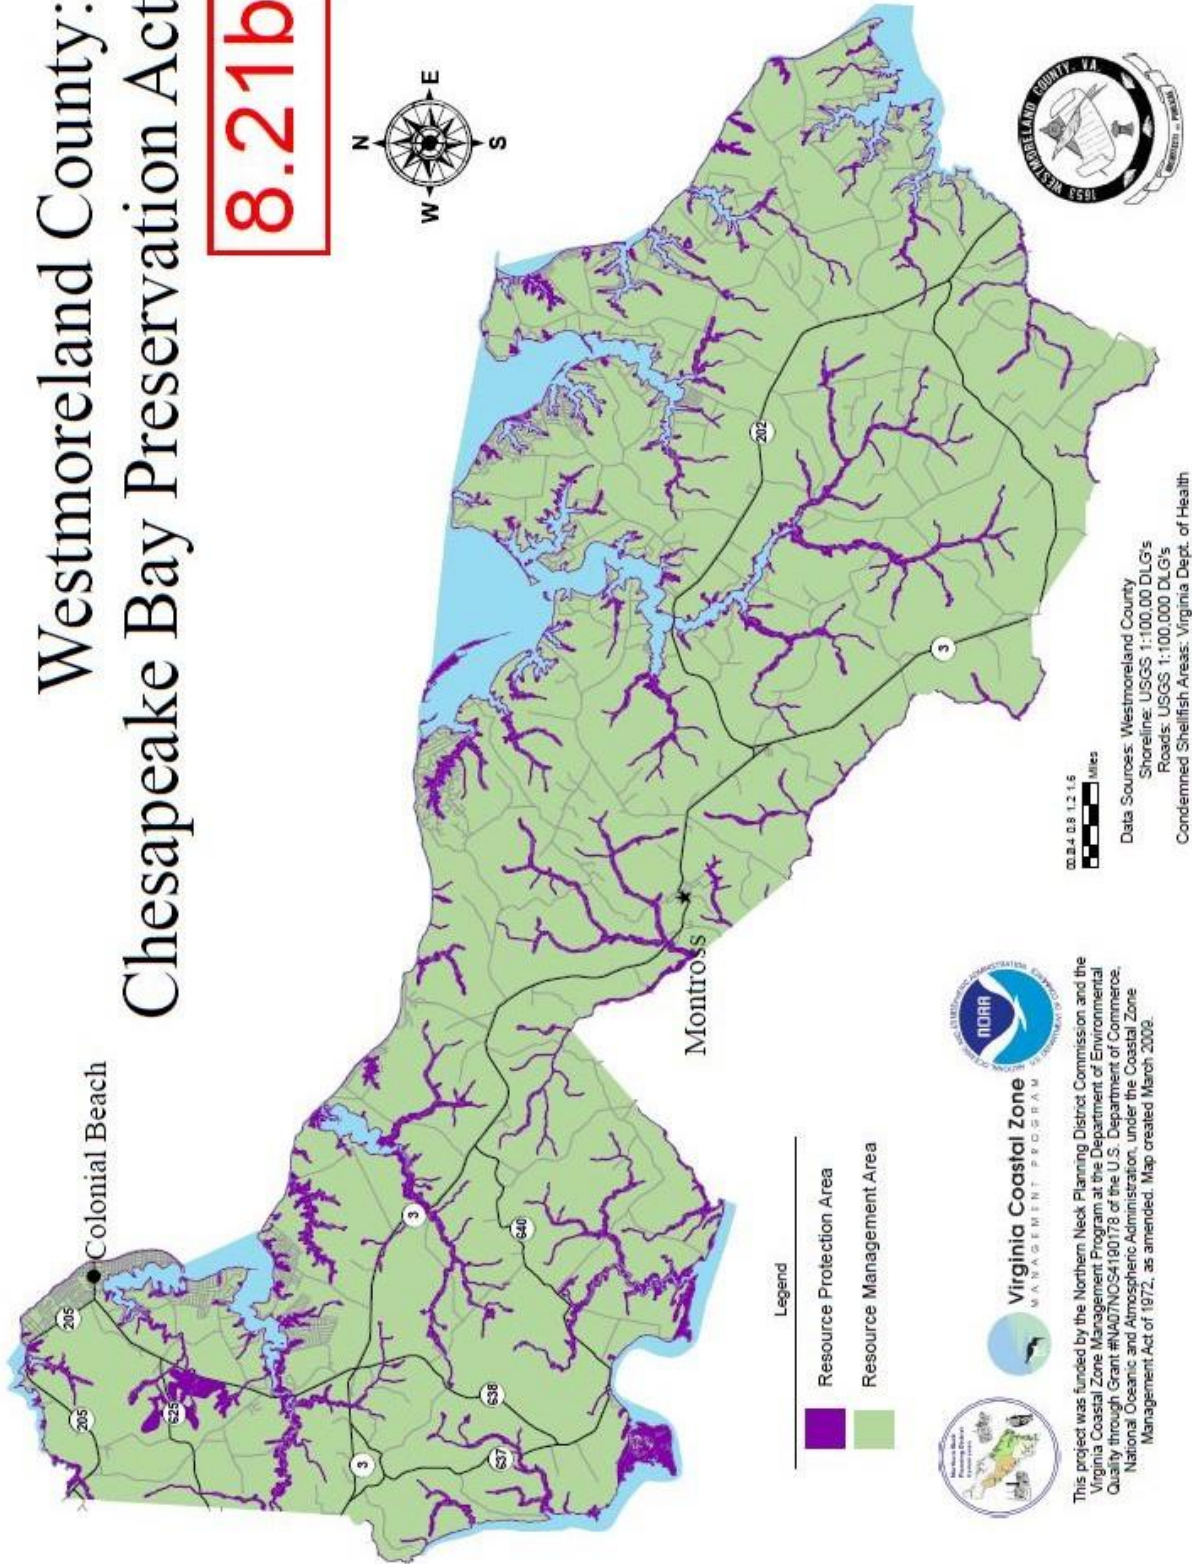 Westmoreland County:
Chesapeake Bay Preservation Act
8.21b
N
W
E
S
Colonial Beach
205
205
625
3
3
637
638
640
Montross
202
3
1653 WESTMORELAND COUNTY, VA.
Legend
Resource Protection Area
Resource Management Area
Miles
Data Sources: Westmoreland County
Shoreline: USGS 1:100,00 DLG's
Roads: USGS 1:100,000 DLG's
Condemned Shellfish Areas: Virginia Dept. of Health
Virginia Coastal Zone
MANAGEMENT PROGRAM
NOAA
This project was funded by the Northern Neck Planning District Commission and the
Virginia Coastal Zone Management Program at the Department of Environmental
Quality through Grant #NA07NOS4190178 of the U.S. Department of Commerce,
National Oceanic and Atmospheric Administration, under the Coastal Zone
Management Act of 1972, as amended. Map created March 2009.